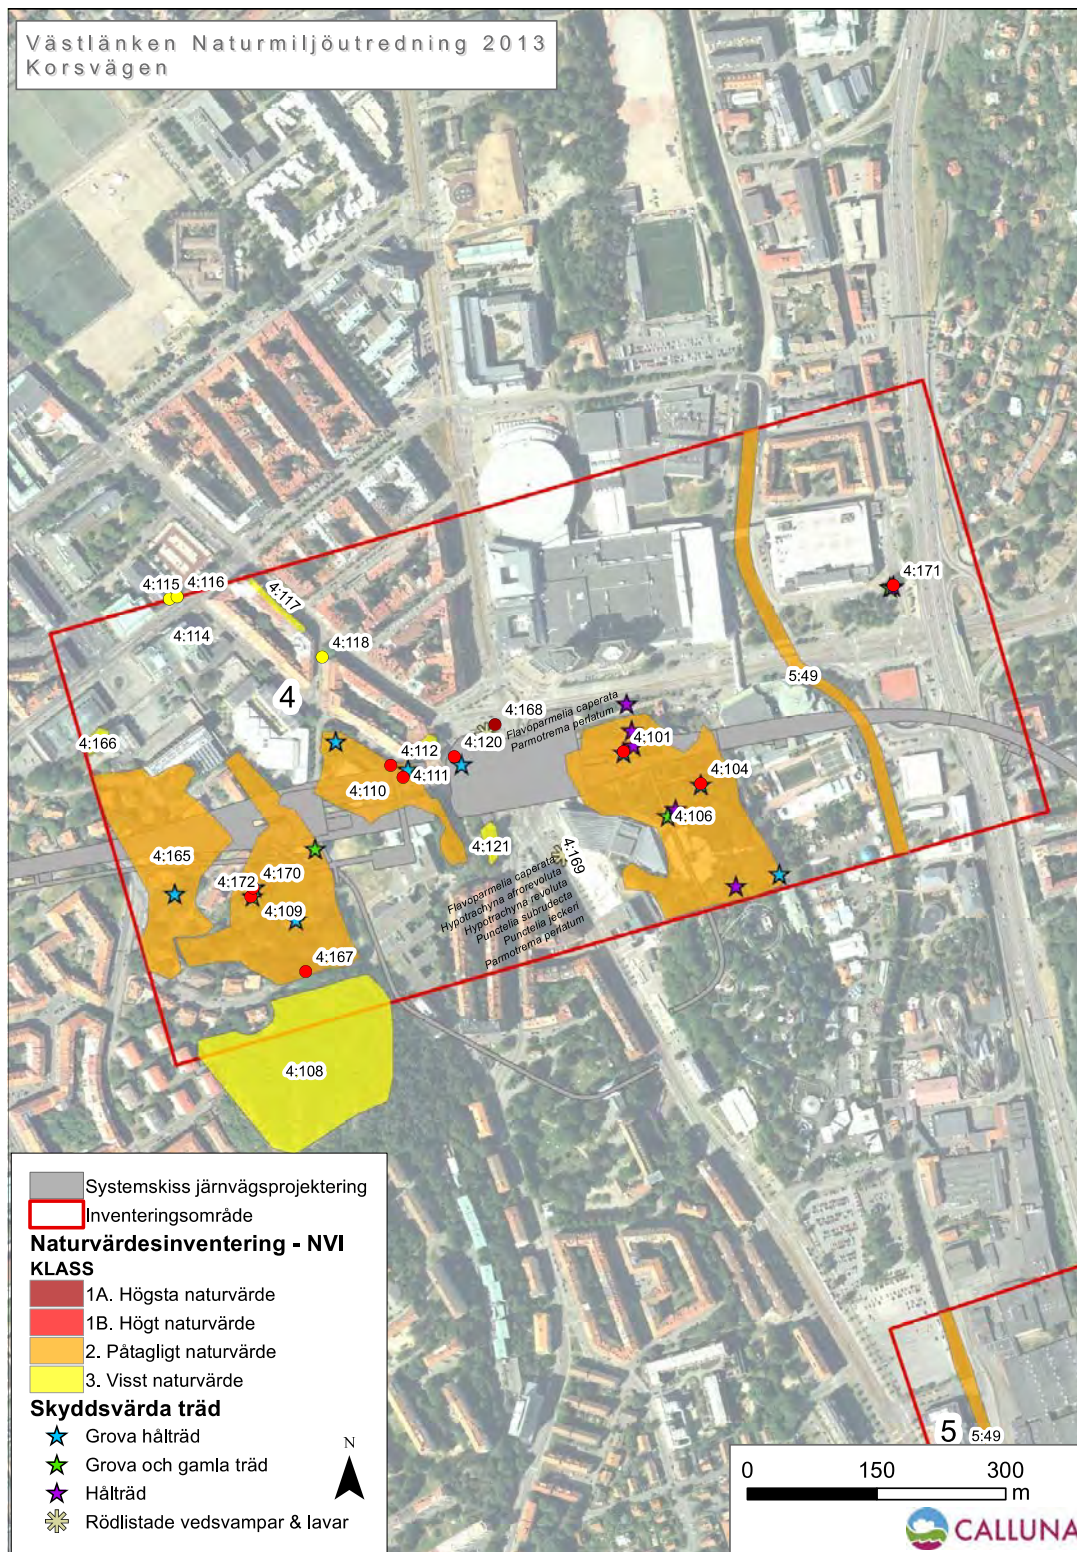 Västlänken Naturmiljöutredning 2013
Korsvägen
4:171
4:115
4:116
4:117
4:114
4:118
5:49
4
4:168
Flavoparmelia caperata
Parmotrema perlatum
4:166
4:112
4:120
4:101
4:111
4:110
4:104
4:106
4:121
4:169
4:165
4:170
4:172
4:109
Flavoparmelia caperata
Hypotrachyna afrorevoluta
Hypotrachyna revoluta
Punctelia subrudecta
Punctelia jeckeri
Parmotrema perlatum
4:167
4:108
Systemskiss järnvägsprojektering
Inventeringsområde
Naturvärdesinventering - NVI
KLASS
1A. Högsta naturvärde
1B. Högt naturvärde
2. Påtagligt naturvärde
3. Visst naturvärde
Skyddsvärda träd
Grova hålträd
Grova och gamla träd
Hålträd
Rödlistade vedsvampar & lavar
N
5
5:49
0 150 300
m
CALLUNA